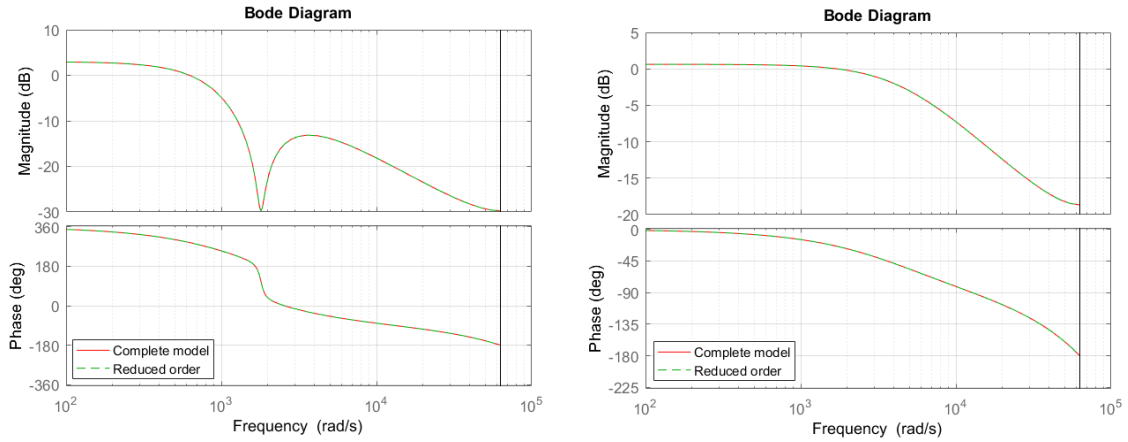 Bode Diagram
10
0
-10
-20
-30
Magnitude (dB)
360
180
0
-180
-360
Phase (deg)
Complete model
Reduced order
10^2
10^3
10^4
10^5
Frequency (rad/s)
Bode Diagram
5
0
-5
-10
-15
-20
Magnitude (dB)
0
-45
-90
-135
-180
-225
Phase (deg)
Complete model
Reduced order
10^2
10^3
10^4
10^5
Frequency (rad/s)